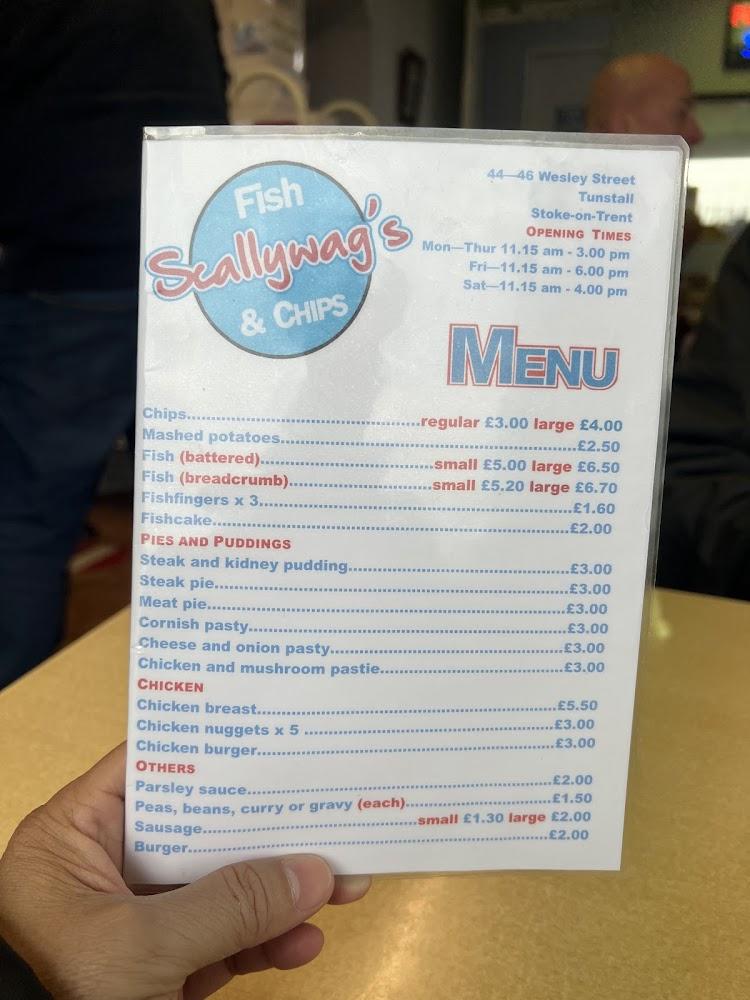 Fish
Scallywag's
& CHIPS
44—46 Wesley Street
Tunstall
Stoke-on-Trent
OPENING TIMES
Mon—Thur 11.15 am - 3.00 pm
Fri—11.15 am - 6.00 pm
Sat—11.15 am - 4.00 pm
MENU
Chips.....regular £3.00 large £4.00
Mashed potatoes.....£2.50
Fish (battered).....small £5.00 large £6.50
Fish (breadcrumb).....small £5.20 large £6.70
Fishfingers x 3.....£1.60
Fishcake.....£2.00
PIES AND PUDDINGS
Steak and kidney pudding.....£3.00
Steak pie.....£3.00
Meat pie.....£3.00
Cornish pasty.....£3.00
Cheese and onion pasty.....£3.00
Chicken and mushroom pastie.....£3.00
CHICKEN
Chicken breast.....£5.50
Chicken nuggets x 5 .....£3.00
Chicken burger.....£3.00
OTHERS
Parsley sauce.....£2.00
Peas, beans, curry or gravy (each).....£1.50
Sausage.....small £1.30 large £2.00
Burger.....£2.00